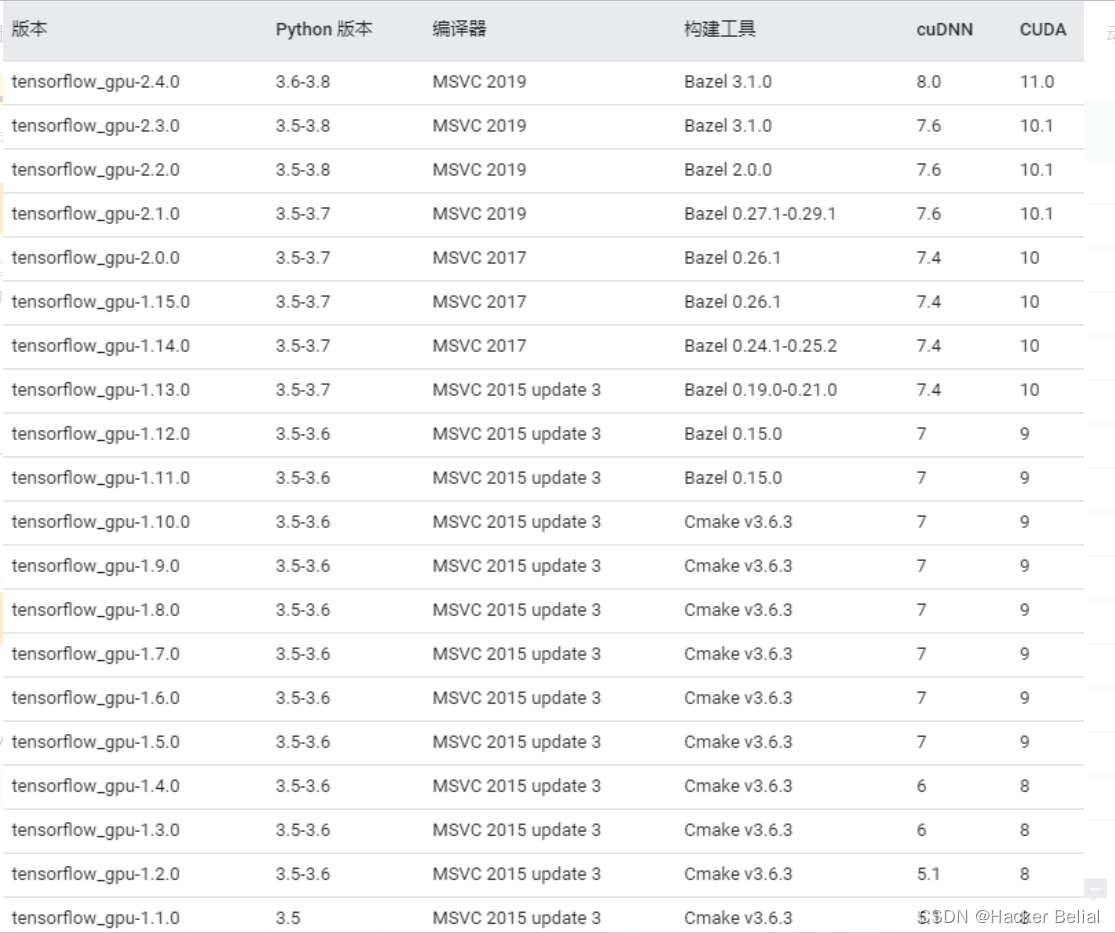 版本 Python 版本 编译器 构建工具 cuDNN CUDA
tensorflow_gpu-2.4.0 3.6-3.8 MSVC 2019 Bazel 3.1.0 8.0 11.0
tensorflow_gpu-2.3.0 3.5-3.8 MSVC 2019 Bazel 3.1.0 7.6 10.1
tensorflow_gpu-2.2.0 3.5-3.8 MSVC 2019 Bazel 2.0.0 7.6 10.1
tensorflow_gpu-2.1.0 3.5-3.7 MSVC 2019 Bazel 0.27.1-0.29.1 7.6 10.1
tensorflow_gpu-2.0.0 3.5-3.7 MSVC 2017 Bazel 0.26.1 7.4 10
tensorflow_gpu-1.15.0 3.5-3.7 MSVC 2017 Bazel 0.26.1 7.4 10
tensorflow_gpu-1.14.0 3.5-3.7 MSVC 2017 Bazel 0.24.1-0.25.2 7.4 10
tensorflow_gpu-1.13.0 3.5-3.7 MSVC 2015 update 3 Bazel 0.19.0-0.21.0 7.4 10
tensorflow_gpu-1.12.0 3.5-3.6 MSVC 2015 update 3 Bazel 0.15.0 7 9
tensorflow_gpu-1.11.0 3.5-3.6 MSVC 2015 update 3 Bazel 0.15.0 7 9
tensorflow_gpu-1.10.0 3.5-3.6 MSVC 2015 update 3 Cmake v3.6.3 7 9
tensorflow_gpu-1.9.0 3.5-3.6 MSVC 2015 update 3 Cmake v3.6.3 7 9
tensorflow_gpu-1.8.0 3.5-3.6 MSVC 2015 update 3 Cmake v3.6.3 7 9
tensorflow_gpu-1.7.0 3.5-3.6 MSVC 2015 update 3 Cmake v3.6.3 7 9
tensorflow_gpu-1.6.0 3.5-3.6 MSVC 2015 update 3 Cmake v3.6.3 7 9
tensorflow_gpu-1.5.0 3.5-3.6 MSVC 2015 update 3 Cmake v3.6.3 7 9
tensorflow_gpu-1.4.0 3.5-3.6 MSVC 2015 update 3 Cmake v3.6.3 6 8
tensorflow_gpu-1.3.0 3.5-3.6 MSVC 2015 update 3 Cmake v3.6.3 6 8
tensorflow_gpu-1.2.0 3.5-3.6 MSVC 2015 update 3 Cmake v3.6.3 5.1 8
tensorflow_gpu-1.1.0 3.5 MSVC 2015 update 3 Cmake v3.6.3 5.1 8
CSDN @Hacker Belial